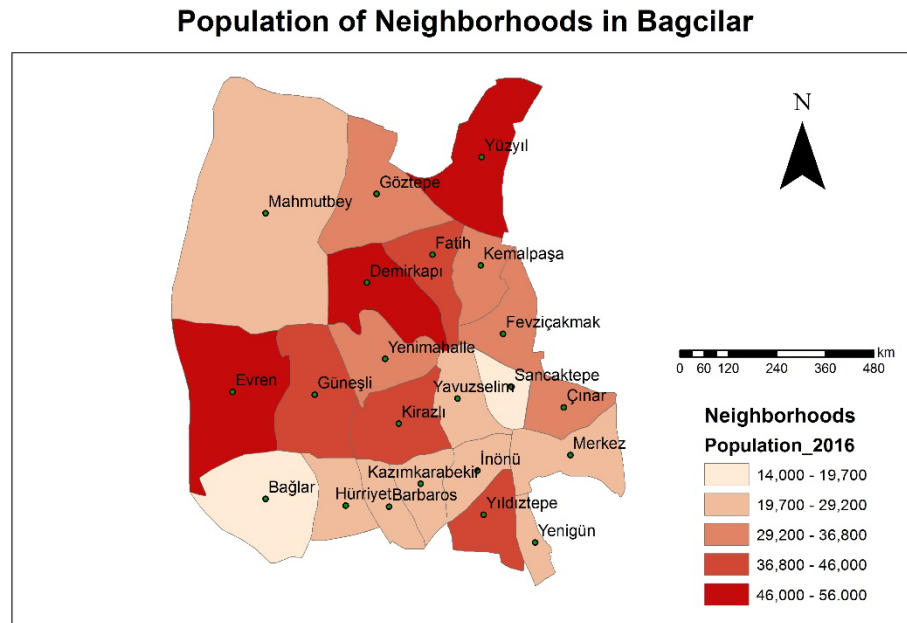 Population of Neighborhoods in Bagcilar
N
Yüzyıl
Göztepe
Mahmutbey
Fatih
Kemalpaşa
Demirkapı
Fevziçakmak
Yenimahalle
Sancaktepe
Evren
Güneşli
Yavuzselim
Çınar
Kirazlı
Merkez
İnönü
Kazımkarabekir
Bağlar
Hürriyet
Barbaros
Yıldıztepe
Yenigün
km
0 60 120 240 360 480
Neighborhoods
Population_2016
14,000 - 19,700
19,700 - 29,200
29,200 - 36,800
36,800 - 46,000
46,000 - 56.000